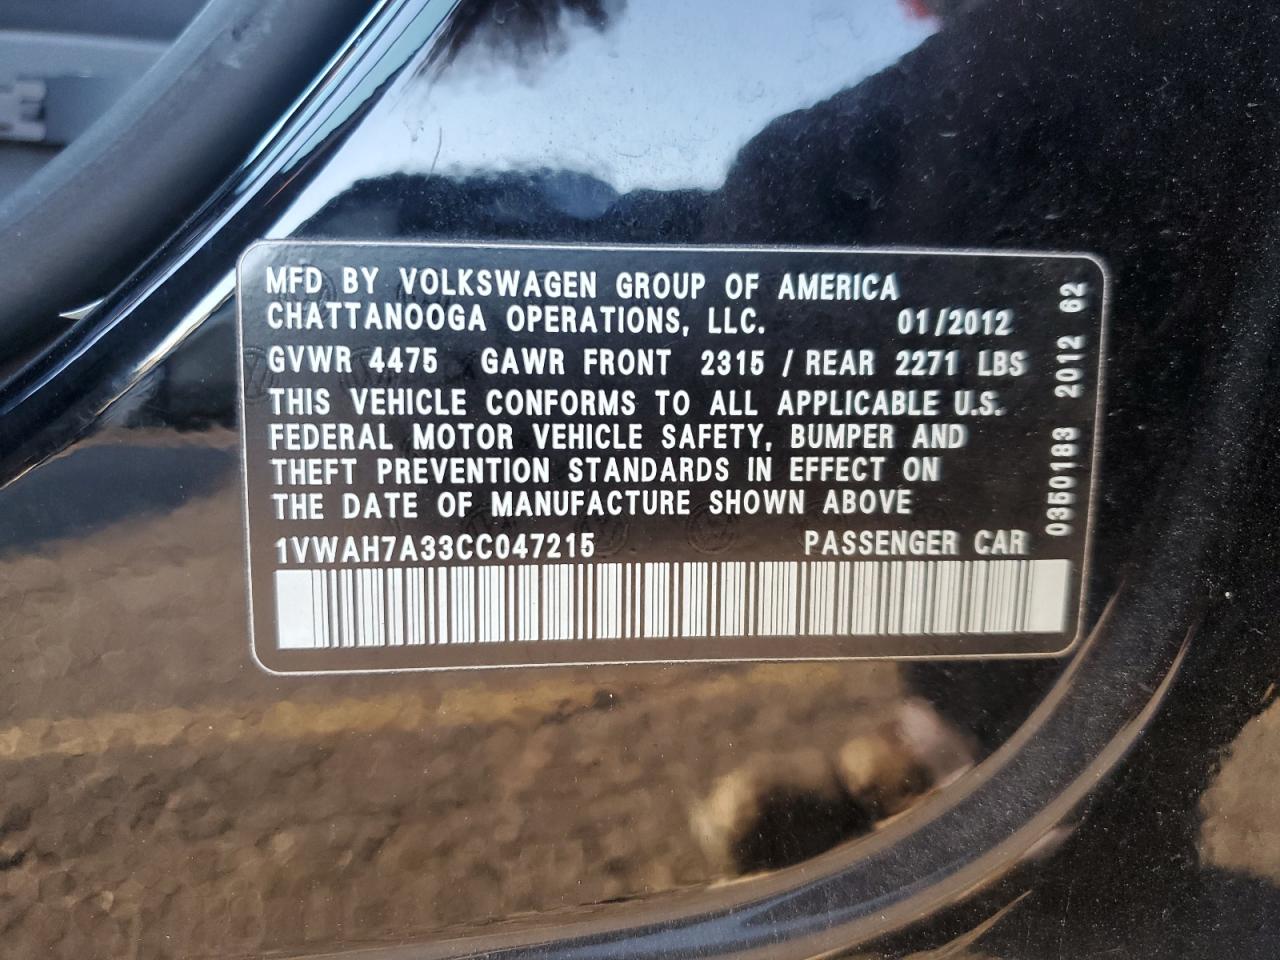 MFD BY VOLKSWAGEN GROUP OF AMERICA
CHATTANOOGA OPERATIONS, LLC. 01/2012
GVWR 4475 GAWR FRONT 2315 / REAR 2271 LBS
THIS VEHICLE CONFORMS TO ALL APPLICABLE U.S.
FEDERAL MOTOR VEHICLE SAFETY, BUMPER AND
THEFT PREVENTION STANDARDS IN EFFECT ON
THE DATE OF MANUFACTURE SHOWN ABOVE
1VWAH7A33CC047215 PASSENGER CAR
0350183 2012 62